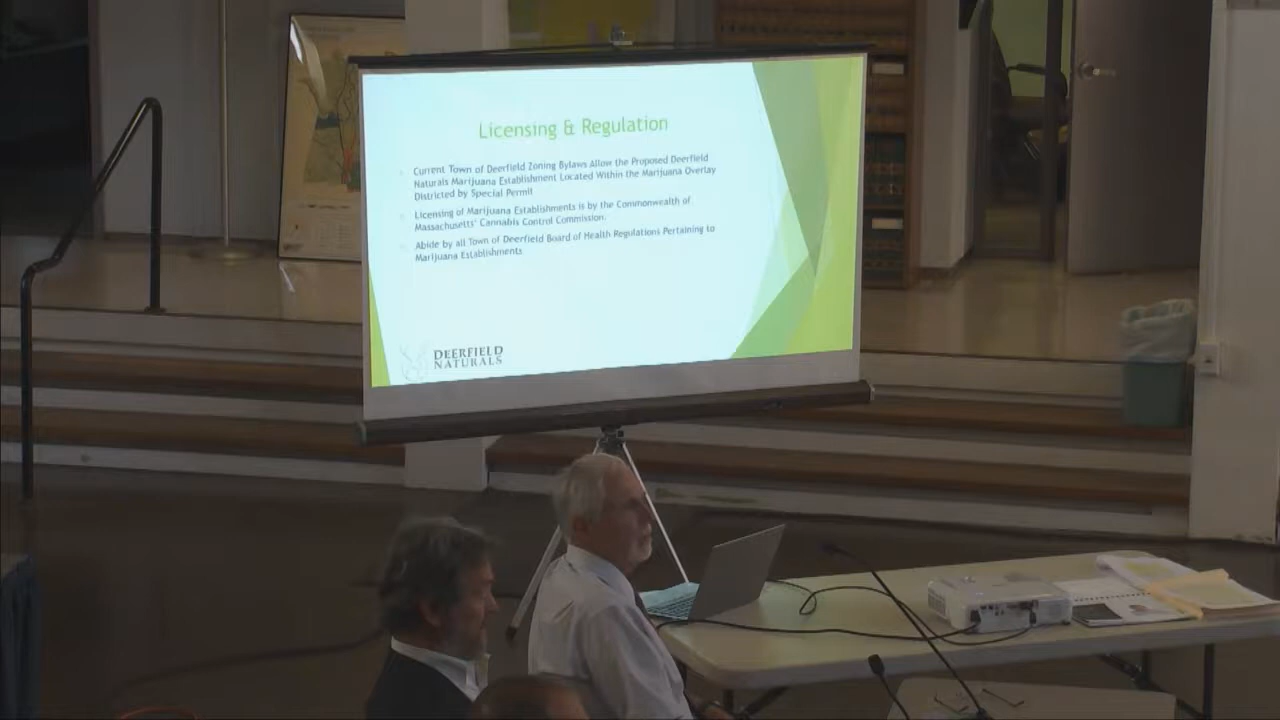 Licensing & Regulation
Current Town of Deerfield Zoning Bylaws Allow the Proposed Deerfield
Naturals Marijuana Establishment Located Within the Marijuana Overlay
Districted by Special Permit
Licensing of Marijuana Establishments is by the Commonwealth of
Massachusetts' Cannabis Control Commission.
Abide by all Town of Deerfield Board of Health Regulations Pertaining to
Marijuana Establishments
DEERFIELD
NATURALS